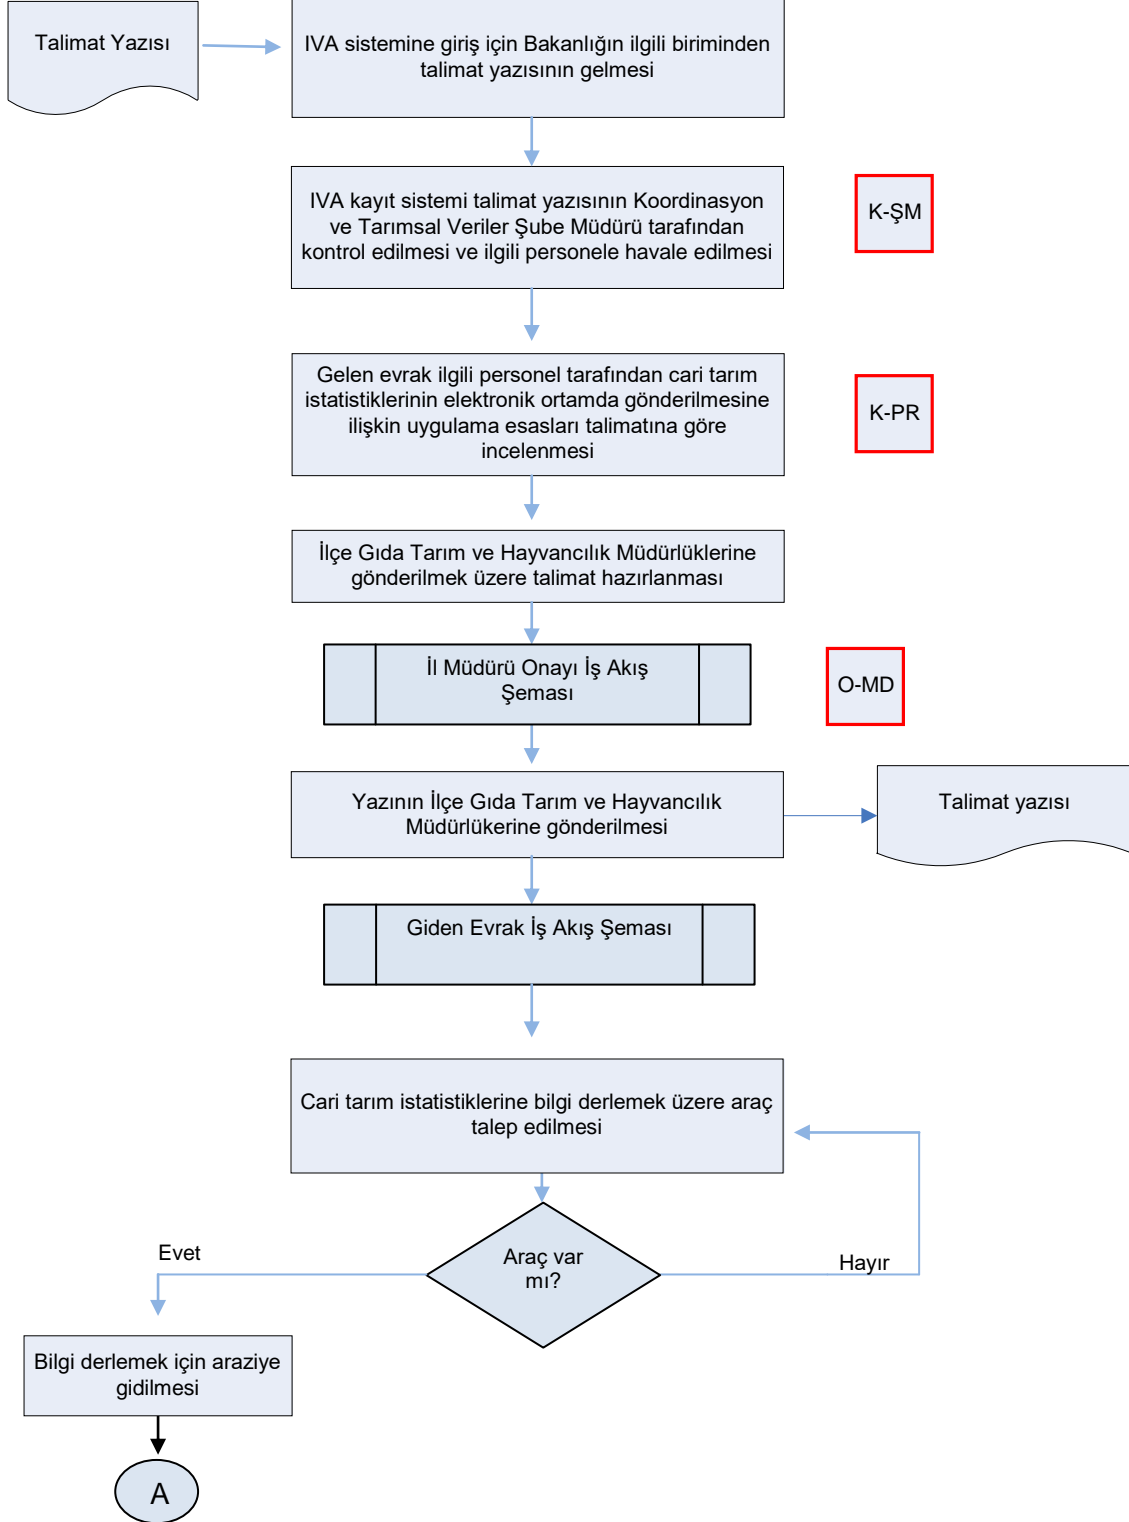 Talimat Yazısı
IVA sistemine giriş için Bakanlığın ilgili biriminden
talimat yazısının gelmesi
IVA kayıt sistemi talimat yazısının Koordinasyon
ve Tarımsal Veriler Şube Müdürü tarafından
kontrol edilmesi ve ilgili personele havale edilmesi
K-ŞM
Gelen evrak ilgili personel tarafından cari tarım
istatistiklerinin elektronik ortamda gönderilmesine
ilişkin uygulama esasları talimatına göre
incelenmesi
K-PR
İlçe Gıda Tarım ve Hayvancılık Müdürlüklerine
gönderilmek üzere talimat hazırlanması
İl Müdürü Onayı İş Akış
Şeması
O-MD
Yazının İlçe Gıda Tarım ve Hayvancılık
Müdürlükerine gönderilmesi
Talimat yazısı
Giden Evrak İş Akış Şeması
Cari tarım istatistiklerine bilgi derlemek üzere araç
talep edilmesi
Araç var
mı?
Evet
Hayır
Bilgi derlemek için araziye
gidilmesi
A